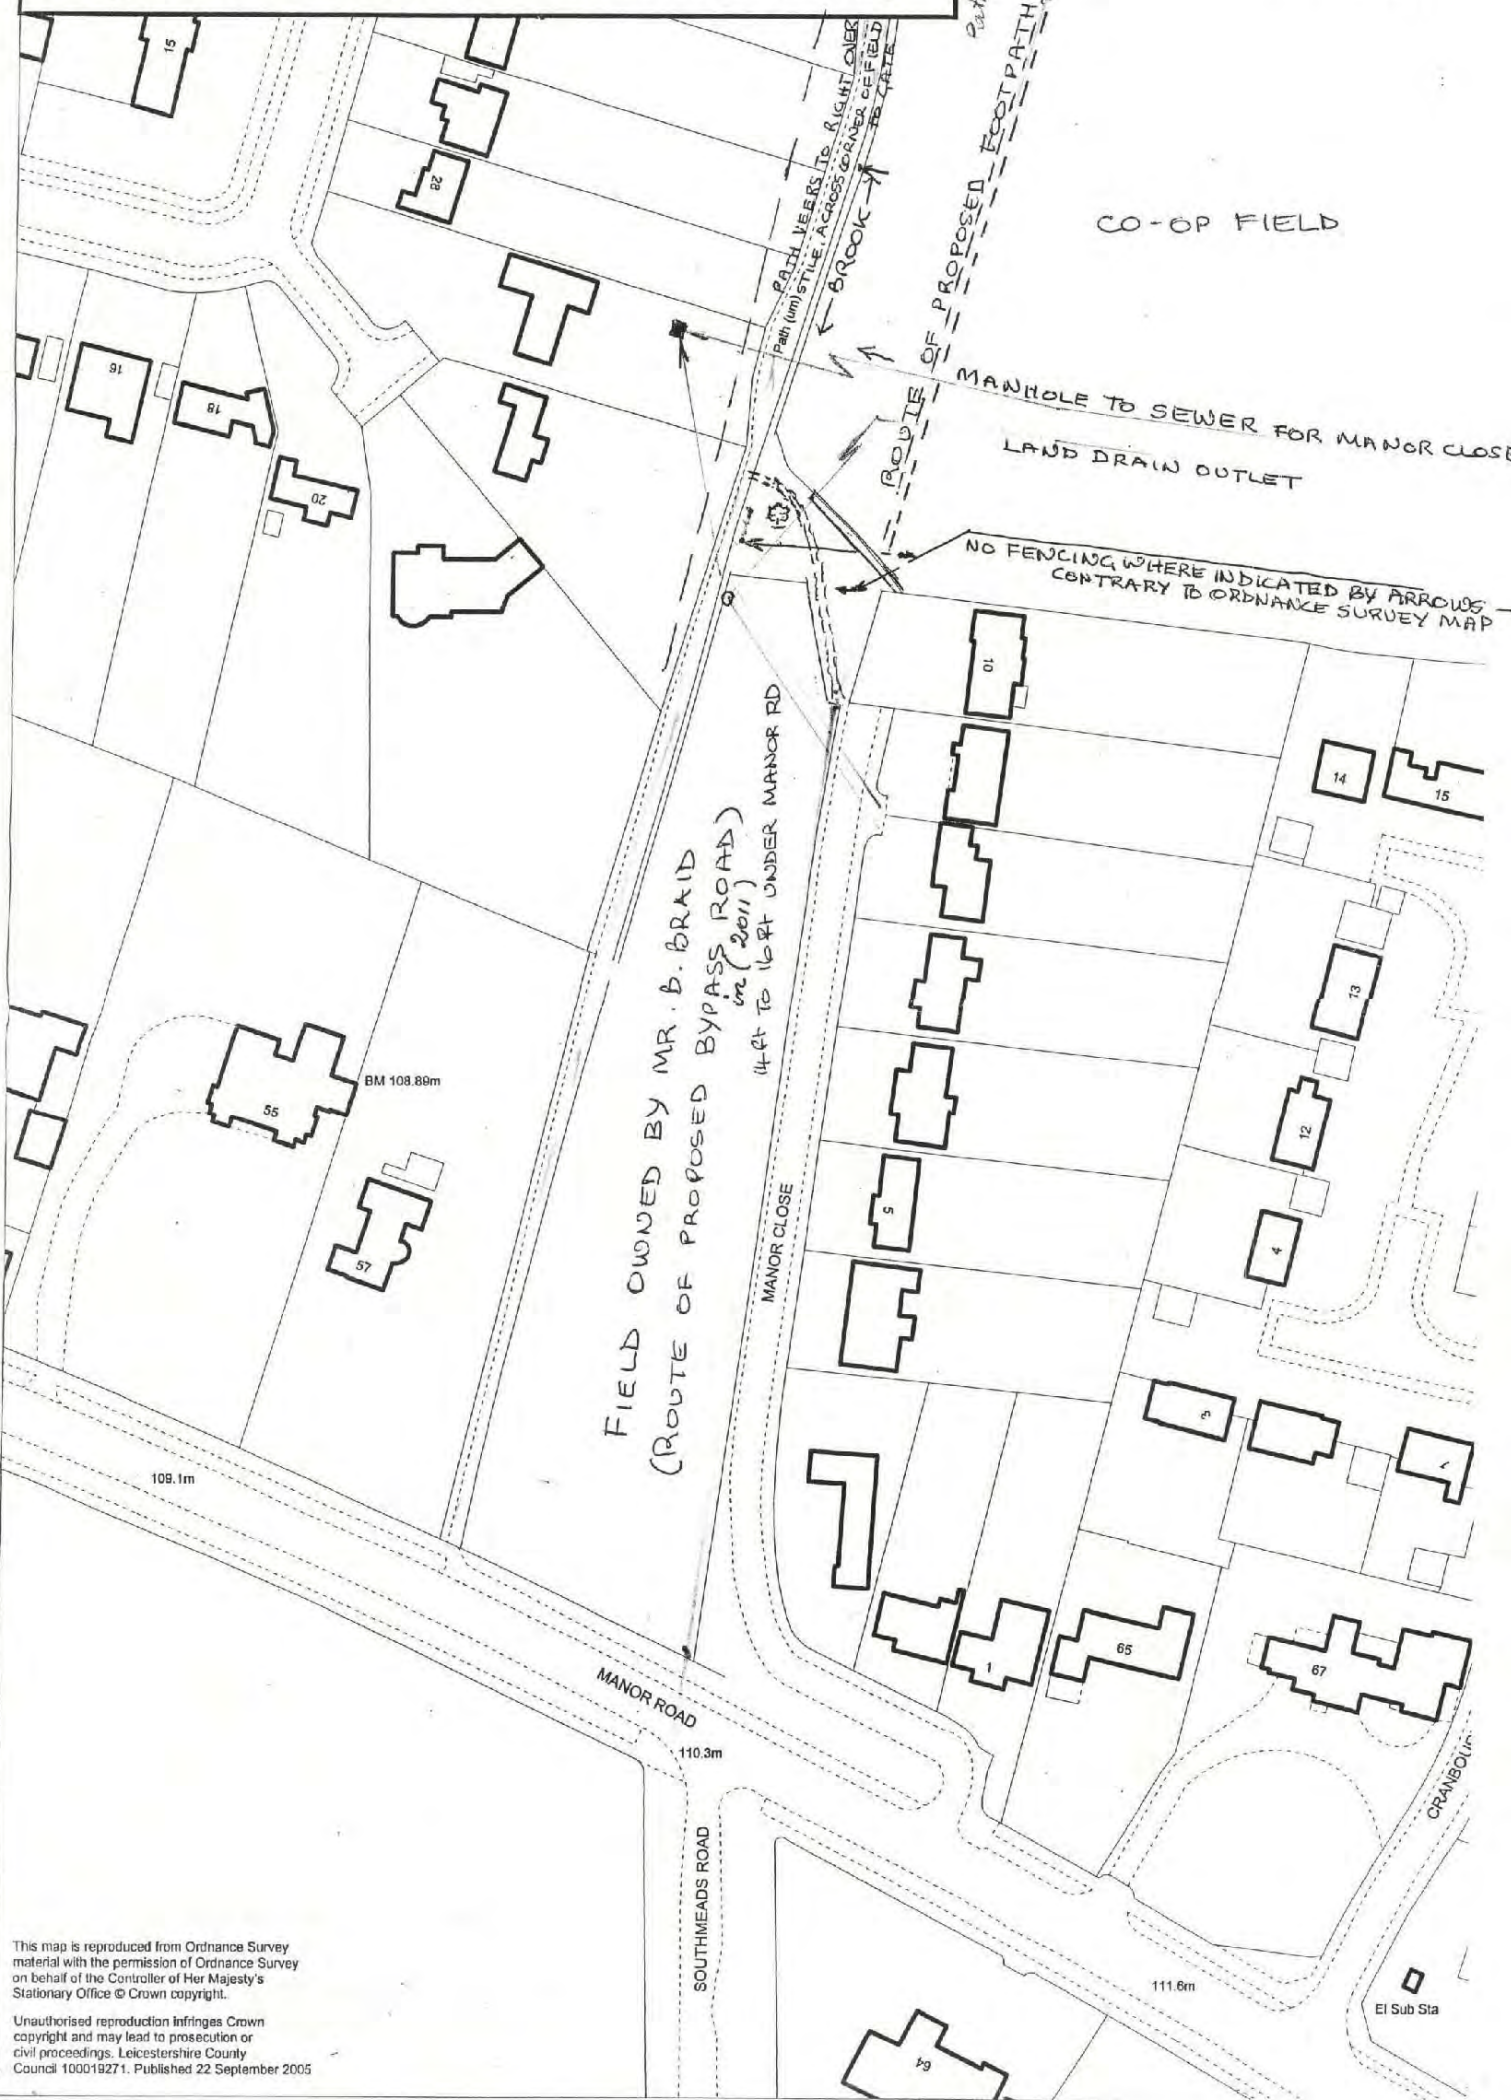 15
28
16
18
20
PATH VEERS TO RIGHT OVER
STILE, ACROSS CORNER OF FIELD
TO GATE
Path (um)
BROOK
ROUTE OF PROPOSED FOOTPATH
CO-OP FIELD
MANHOLE TO SEWER FOR MANOR CLOSE
LAND DRAIN OUTLET
NO FENCING WHERE INDICATED BY ARROWS
CONTRARY TO ORDNANCE SURVEY MAP
10
14
15
13
12
4
5
FIELD OWNED BY MR. B. BRAID
(ROUTE OF PROPOSED BYPASS ROAD)
in (2011)
14 Ft TO 16 Ft UNDER MANOR RD
MANOR CLOSE
BM 108.89m
55
57
3
109.1m
MANOR ROAD
110.3m
1
65
67
CRANBOU
SOUTHMEADS ROAD
111.6m
El Sub Sta
64
This map is reproduced from Ordnance Survey
material with the permission of Ordnance Survey
on behalf of the Controller of Her Majesty's
Stationary Office © Crown copyright.
Unauthorised reproduction infringes Crown
copyright and may lead to prosecution or
civil proceedings. Leicestershire County
Council 100019271. Published 22 September 2005